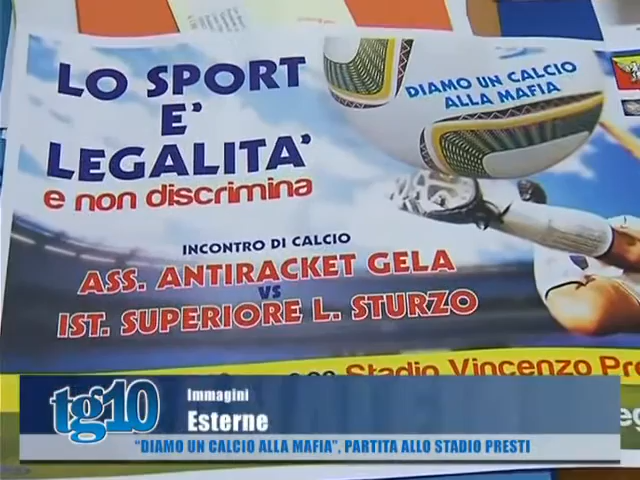 LO SPORT
E'
LEGALITA'
e non discrimina
DIAMO UN CALCIO
ALLA MAFIA
INCONTRO DI CALCIO
ASS. ANTIRACKET GELA
VS
IST. SUPERIORE L. STURZO
Stadio Vincenzo Pre
tg10
Immagini
Esterne
"DIAMO UN CALCIO ALLA MAFIA", PARTITA ALLO STADIO PRESTI